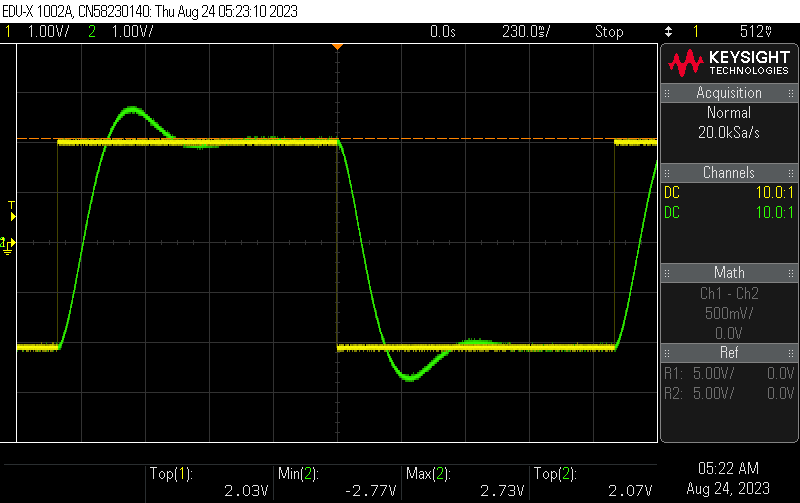 EDU-X 1002A, CN58230140: Thu Aug 24 05:23:10 2023
1 1.00V/ 2 1.00V/ 0.0s 230.0ms/ Stop 1 512mV
KEYSIGHT
TECHNOLOGIES
Acquisition
Normal
20.0kSa/s
Channels
DC 10.0:1
DC 10.0:1
T
2
Math
Ch1 - Ch2
500mV/
0.0V
Ref
R1: 5.00V/ 0.0V
R2: 5.00V/ 0.0V
Top(1): Min(2): Max(2): Top(2):
2.03V -2.77V 2.73V 2.07V
05:22 AM
Aug 24, 2023